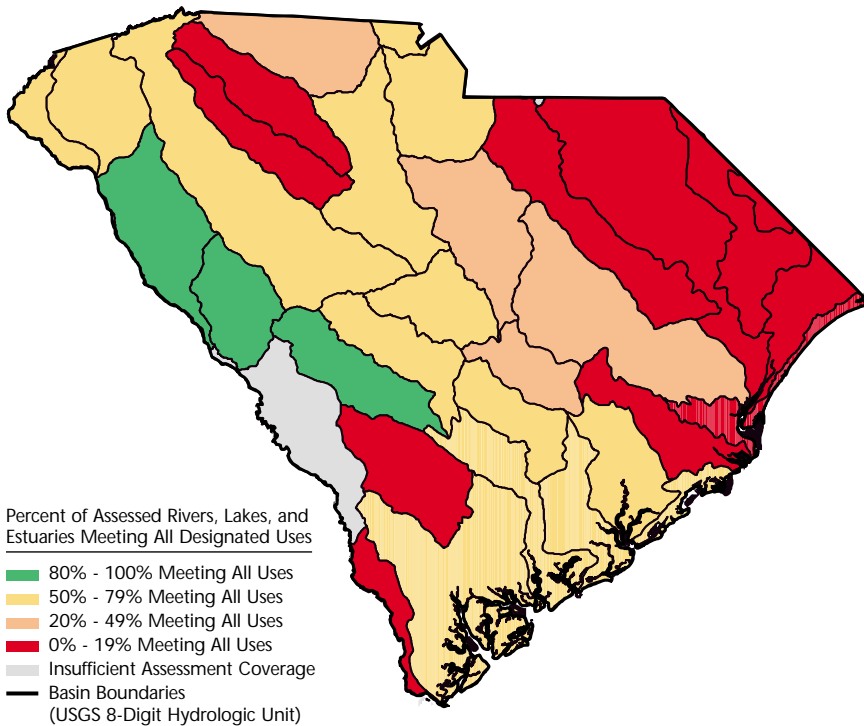 Percent of Assessed Rivers, Lakes, and
Estuaries Meeting All Designated Uses
80% - 100% Meeting All Uses
50% - 79% Meeting All Uses
20% - 49% Meeting All Uses
0% - 19% Meeting All Uses
Insufficient Assessment Coverage
Basin Boundaries
(USGS 8-Digit Hydrologic Unit)